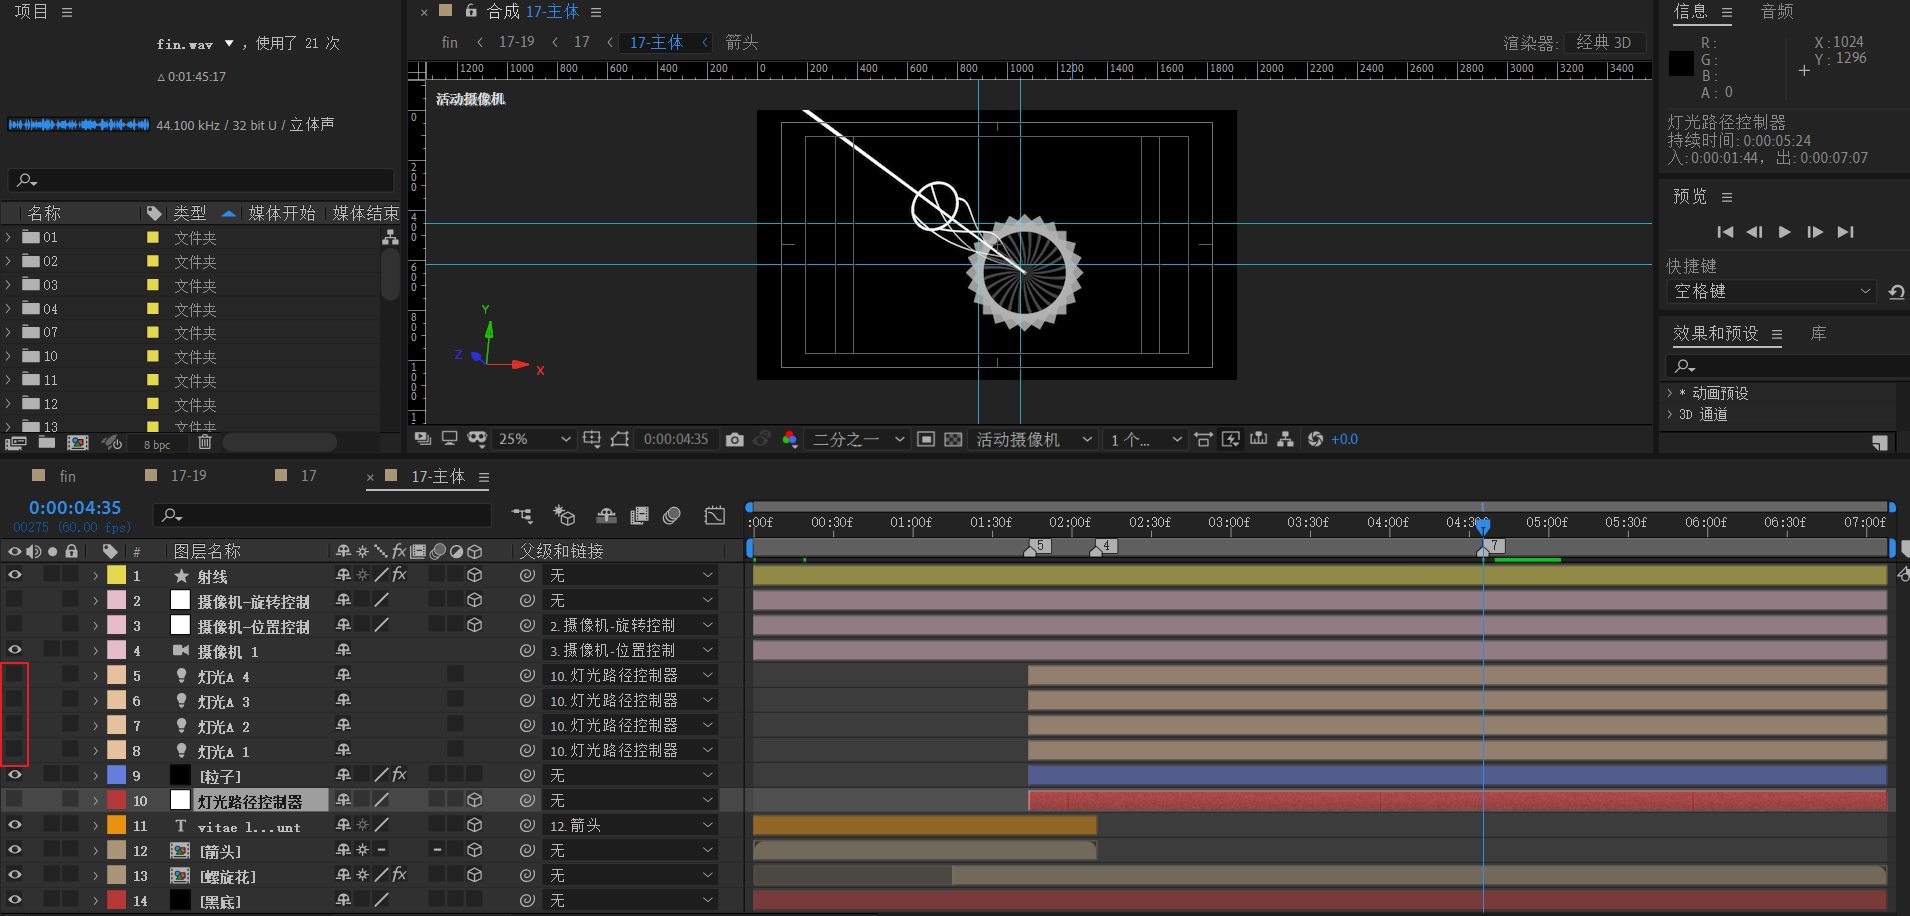 项目
fin.wav ▼ ，使用了 21 次
△ 0:01:45:17
44.100 kHz / 32 bit U / 立体声
名称 类型 媒体开始 媒体结束
01 文件夹
02 文件夹
03 文件夹
04 文件夹
07 文件夹
10 文件夹
11 文件夹
12 文件夹
13 文件夹
8 bpc
× 合成 17-主体
fin ‹ 17-19 ‹ 17 ‹ 17-主体 ‹ 箭头
渲染器: 经典 3D
1200 1000 800 600 400 200 0 200 400 600 800 1000 1200 1400 1600 1800 2000 2200 2400 2600 2800 3000 3200 3400
0
200
400
600
800
1000
1
活动摄像机
Y
Z
X
25% 0:00:04:35 二分之一 活动摄像机 1 个... +0.0
信息 音频
R: X: 1024
G: Y: 1296
B:
A: 0
灯光路径控制器
持续时间: 0:00:05:24
入: 0:00:01:44, 出: 0:00:07:07
预览
快捷键
空格键
效果和预设 库
* 动画预设
3D 通道
fin 17-19 17 × 17-主体
0:00:04:35
00275 (60.00 fps)
:00f 00:30f 01:00f 01:30f 02:00f 02:30f 03:00f 03:30f 04:00f 04:30f 05:00f 05:30f 06:00f 06:30f 07:00f
# 图层名称 fx 父级和链接
5 4 7
1 射线 fx 无
2 摄像机-旋转控制 无
3 摄像机-位置控制 2. 摄像机-旋转控制
4 摄像机 1 3. 摄像机-位置控制
5 灯光A 4 10. 灯光路径控制器
6 灯光A 3 10. 灯光路径控制器
7 灯光A 2 10. 灯光路径控制器
8 灯光A 1 10. 灯光路径控制器
9 [粒子] fx 无
10 灯光路径控制器 无
11 T vitae l...unt 12. 箭头
12 [箭头] 无
13 [螺旋花] fx 无
14 [黑底] 无